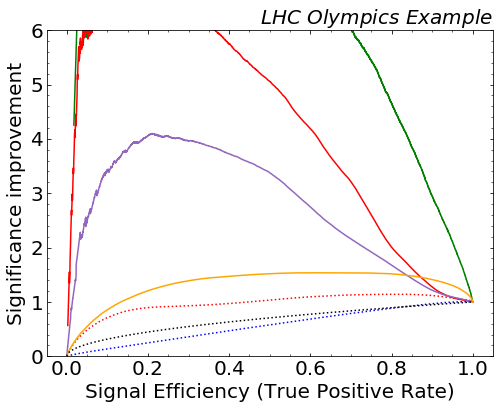 LHC Olympics Example
Significance improvement
6
5
4
3
2
1
0
0.0 0.2 0.4 0.6 0.8 1.0
Signal Efficiency (True Positive Rate)